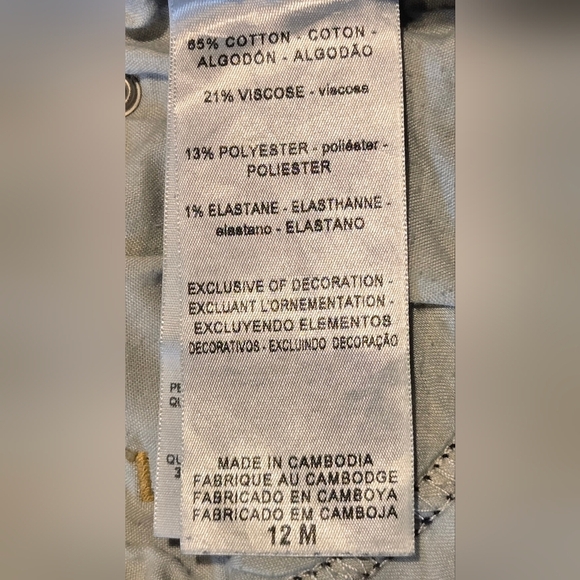 65% COTTON - COTON -
ALGODÓN - ALGODÃO
21% VISCOSE - viscosa
13% POLYESTER - poliéster -
POLIESTER
1% ELASTANE - ELASTHANNE -
elastano - ELASTANO
EXCLUSIVE OF DECORATION -
EXCLUANT L'ORNEMENTATION -
EXCLUYENDO ELEMENTOS
DECORATIVOS - EXCLUINDO DECORAÇÃO
MADE IN CAMBODIA
FABRIQUE AU CAMBODGE
FABRICADO EN CAMBOYA
FABRICADO EM CAMBOJA
12 M